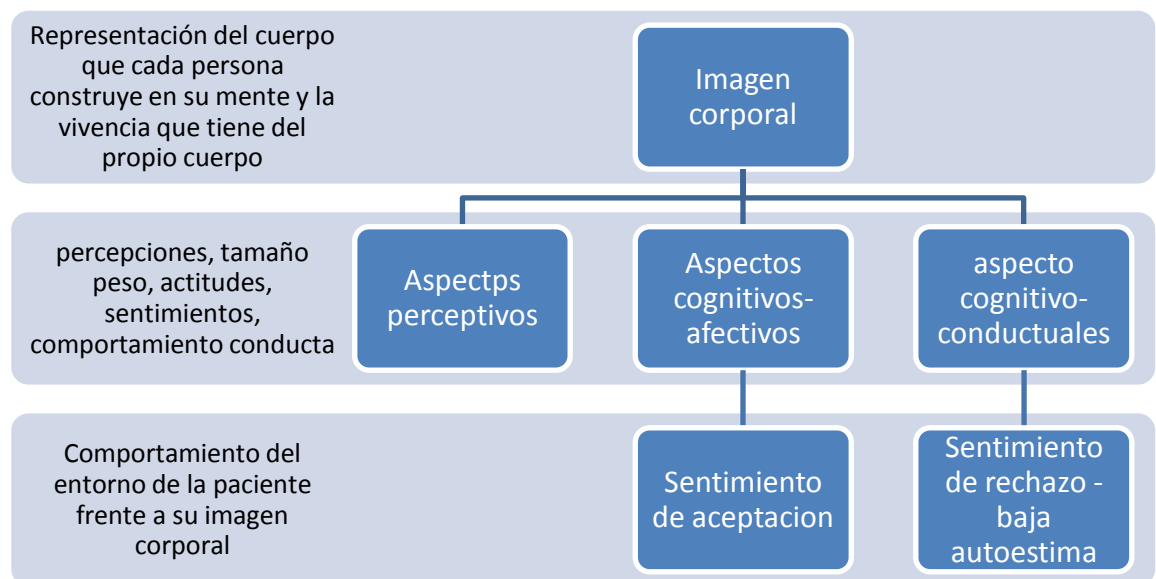 Representación del cuerpo
que cada persona
construye en su mente y la
vivencia que tiene del
propio cuerpo
Imagen
corporal
percepciones, tamaño
peso, actitudes,
sentimientos,
comportamiento conducta
Aspectps
perceptivos
Aspectos
cognitivos-
afectivos
aspecto
cognitivo-
conductuales
Comportamiento del
entorno de la paciente
frente a su imagen
corporal
Sentimiento
de aceptacion
Sentimiento
de rechazo -
baja
autoestima